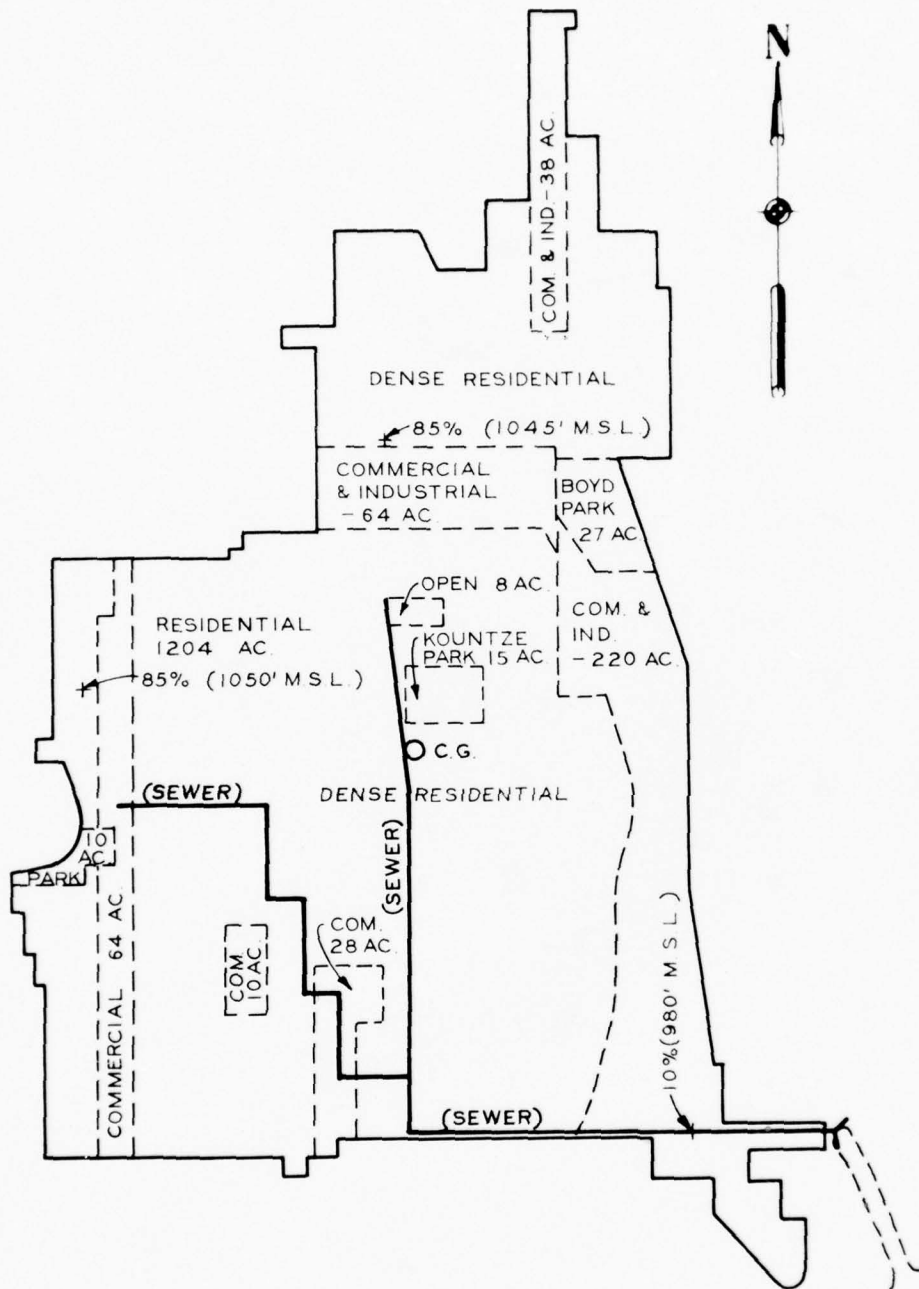 N
COM. & IND.-38 AC.
DENSE RESIDENTIAL
85% (1045' M.S.L.)
COMMERCIAL
& INDUSTRIAL
- 64 AC.
BOYD
PARK
27 AC.
OPEN 8 AC.
COM. &
IND.
-220 AC.
RESIDENTIAL
1204 AC.
KOUNTZE
PARK 15 AC.
85% (1050' M.S.L.)
C.G.
(SEWER)
DENSE RESIDENTIAL
(SEWER)
10
AC.
PARK
COMMERCIAL 64 AC.
COM.
10 AC.
COM.
28 AC.
10% (980' M.S.L.)
(SEWER)